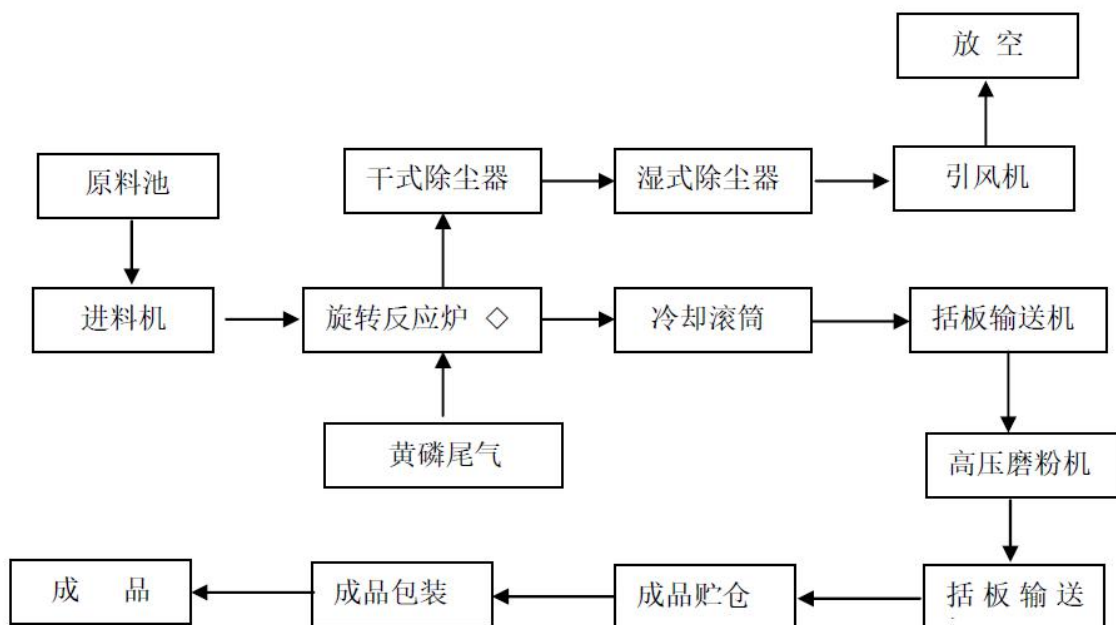 放 空
原料池
干式除尘器
湿式除尘器
引风机
进料机
旋转反应炉 ◇
冷却滚筒
括板输送机
黄磷尾气
高压磨粉机
成 品
成品包装
成品贮仓
括 板 输 送